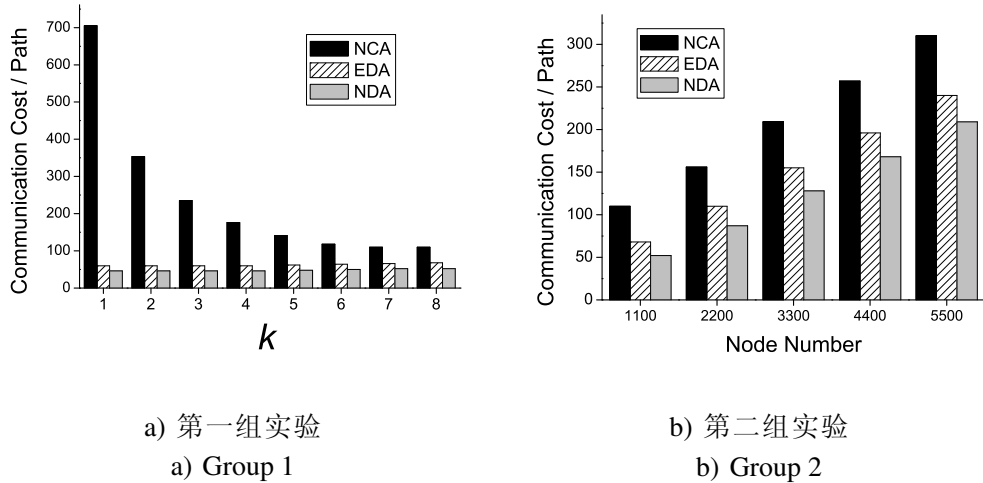 Communication Cost / Path
700
600
500
400
300
200
100
0
NCA
EDA
NDA
1 2 3 4 5 6 7 8
k
Communication Cost / Path
300
250
200
150
100
50
0
NCA
EDA
NDA
1100 2200 3300 4400 5500
Node Number
a) 第一组实验
a) Group 1
b) 第二组实验
b) Group 2